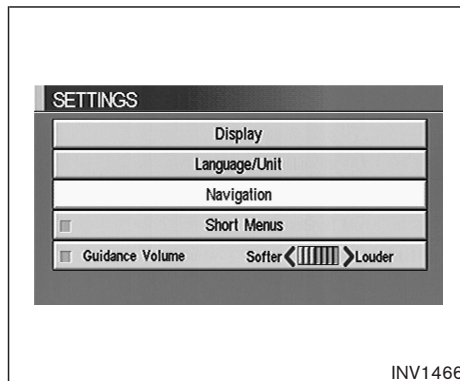 SETTINGS
Display
Language/Unit
Navigation
Short Menus
Guidance Volume Softer Louder
INV1466